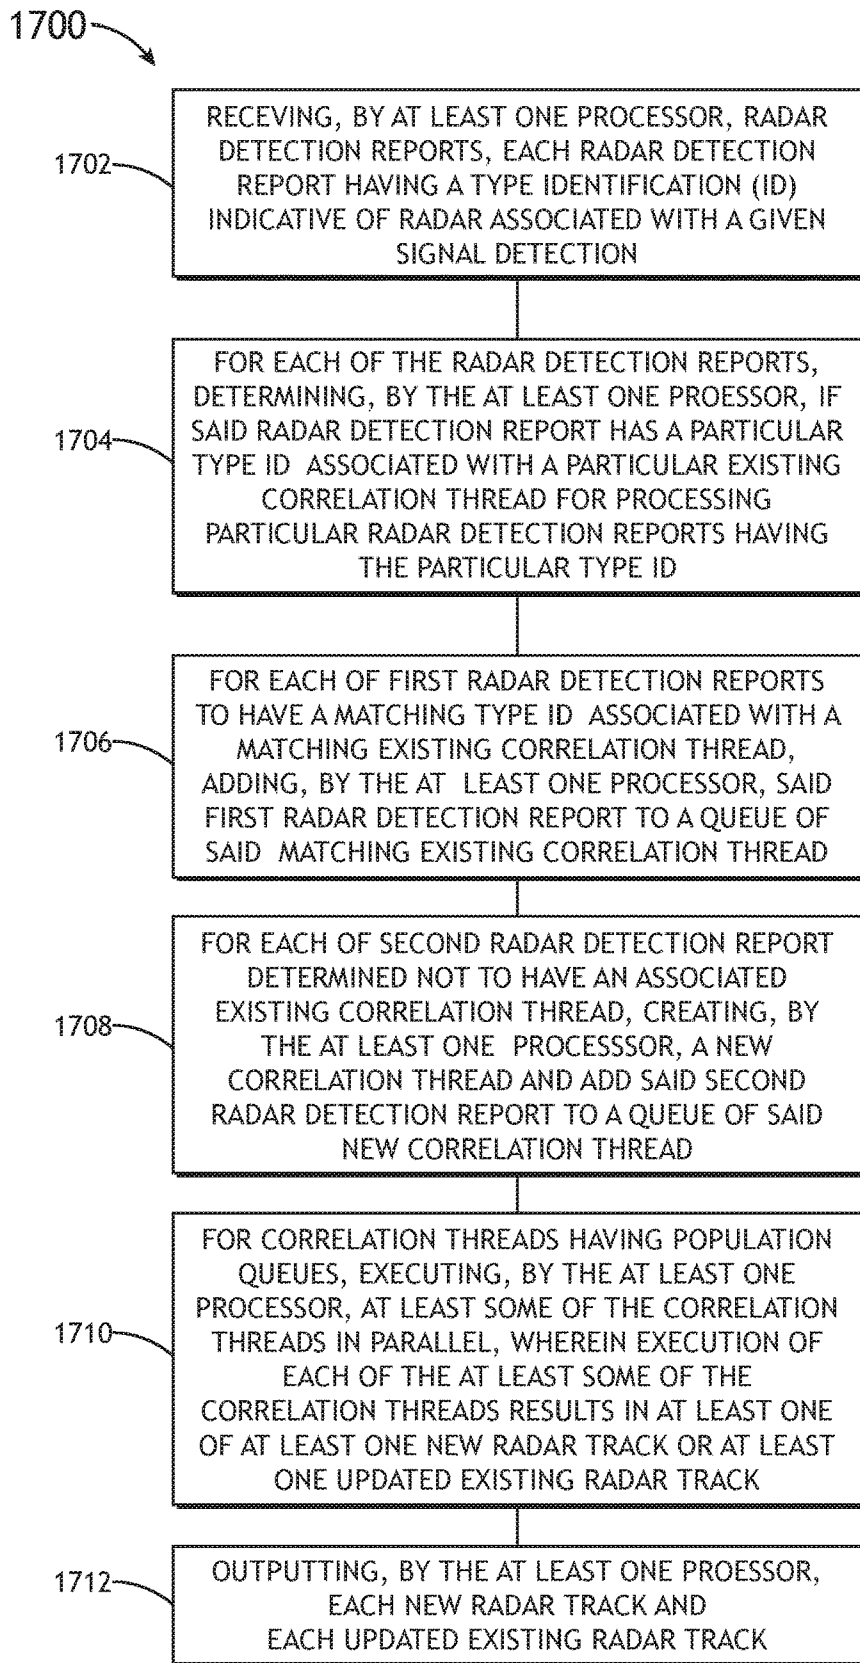 1700
RECEVING, BY AT LEAST ONE PROCESSOR, RADAR
DETECTION REPORTS, EACH RADAR DETECTION
REPORT HAVING A TYPE IDENTIFICATION (ID)
INDICATIVE OF RADAR ASSOCIATED WITH A GIVEN
SIGNAL DETECTION
1702
FOR EACH OF THE RADAR DETECTION REPORTS,
DETERMINING, BY THE AT LEAST ONE PROESSOR, IF
SAID RADAR DETECTION REPORT HAS A PARTICULAR
TYPE ID ASSOCIATED WITH A PARTICULAR EXISTING
CORRELATION THREAD FOR PROCESSING
PARTICULAR RADAR DETECTION REPORTS HAVING
THE PARTICULAR TYPE ID
1704
FOR EACH OF FIRST RADAR DETECTION REPORTS
TO HAVE A MATCHING TYPE ID ASSOCIATED WITH A
MATCHING EXISTING CORRELATION THREAD,
ADDING, BY THE AT LEAST ONE PROCESSOR, SAID
FIRST RADAR DETECTION REPORT TO A QUEUE OF
SAID MATCHING EXISTING CORRELATION THREAD
1706
FOR EACH OF SECOND RADAR DETECTION REPORT
DETERMINED NOT TO HAVE AN ASSOCIATED
EXISTING CORRELATION THREAD, CREATING, BY
THE AT LEAST ONE PROCESSSOR, A NEW
CORRELATION THREAD AND ADD SAID SECOND
RADAR DETECTION REPORT TO A QUEUE OF SAID
NEW CORRELATION THREAD
1708
FOR CORRELATION THREADS HAVING POPULATION
QUEUES, EXECUTING, BY THE AT LEAST ONE
PROCESSOR, AT LEAST SOME OF THE CORRELATION
THREADS IN PARALLEL, WHEREIN EXECUTION OF
EACH OF THE AT LEAST SOME OF THE
CORRELATION THREADS RESULTS IN AT LEAST ONE
OF AT LEAST ONE NEW RADAR TRACK OR AT LEAST
ONE UPDATED EXISTING RADAR TRACK
1710
OUTPUTTING, BY THE AT LEAST ONE PROESSOR,
EACH NEW RADAR TRACK AND
EACH UPDATED EXISTING RADAR TRACK
1712